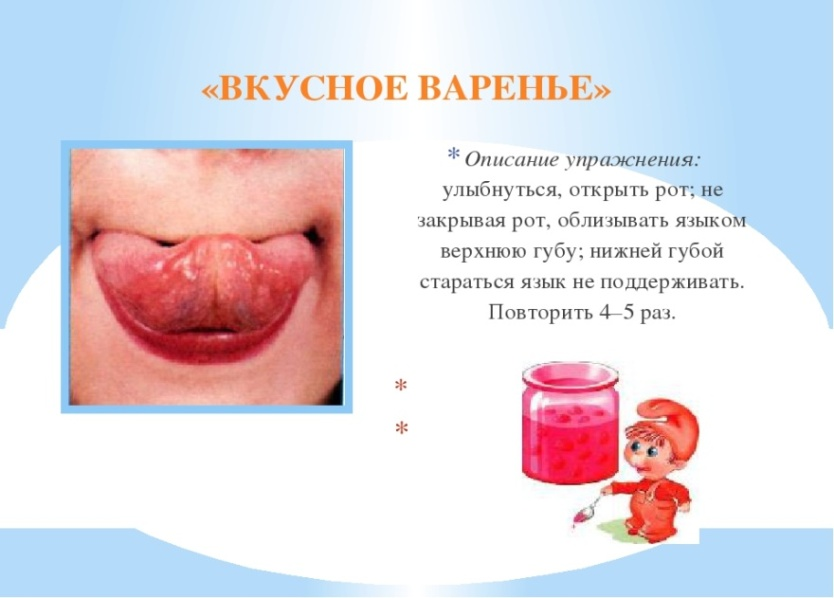 «ВКУСНОЕ ВАРЕНЬЕ»
* Описание упражнения:
улыбнуться, открыть рот; не
закрывая рот, облизывать языком
верхнюю губу; нижней губой
стараться язык не поддерживать.
Повторить 4–5 раз.
*
*